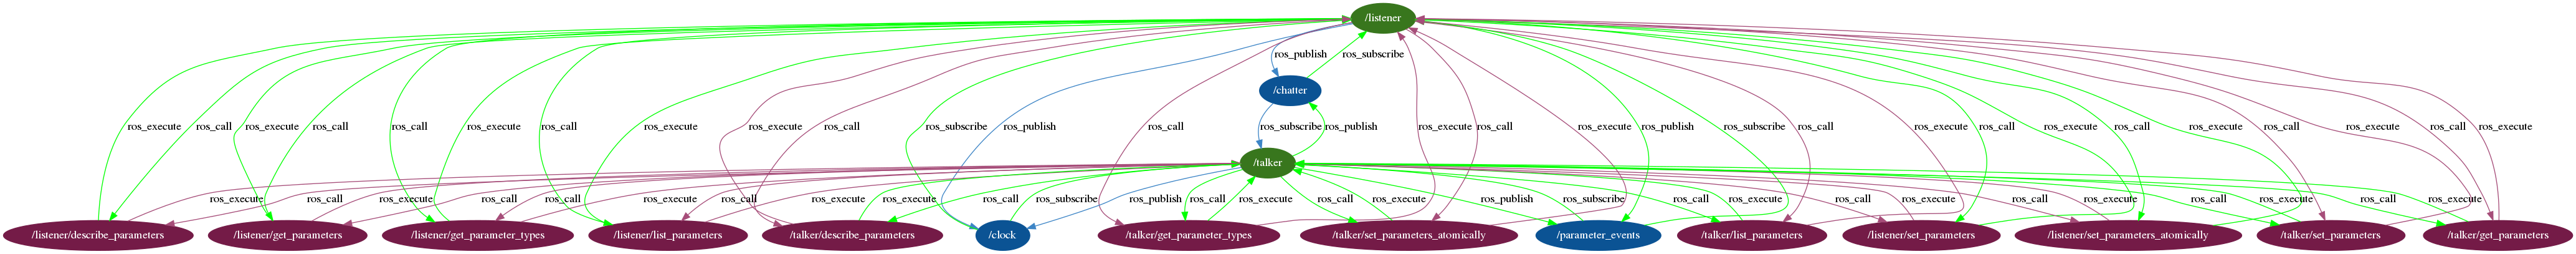 /listener
ros_publish ros_subscribe
/chatter
ros_execute ros_call ros_execute ros_call ros_call ros_execute ros_call ros_execute ros_execute ros_call ros_subscribe ros_publish ros_call ros_subscribe ros_publish ros_execute ros_call ros_execute ros_publish ros_subscribe ros_call ros_execute ros_call ros_execute ros_call ros_execute ros_call ros_execute ros_call ros_execute
/talker
ros_execute ros_call ros_execute ros_call ros_execute ros_call ros_execute ros_execute ros_call ros_subscribe ros_publish ros_call ros_execute ros_call ros_execute ros_publish ros_subscribe ros_call ros_execute ros_call ros_execute ros_call ros_execute ros_call ros_execute ros_call ros_execute
/listener/describe_parameters /listener/get_parameters /listener/get_parameter_types /listener/list_parameters /talker/describe_parameters /clock /talker/get_parameter_types /talker/set_parameters_atomically /parameter_events /talker/list_parameters /listener/set_parameters /listener/set_parameters_atomically /talker/set_parameters /talker/get_parameters